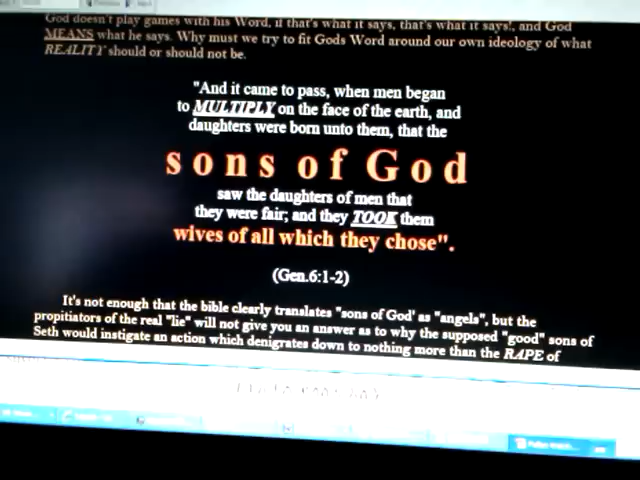 God doesn't play games with his Word, if that's what it says, that's what it says!, and God
MEANS what he says. Why must we try to fit Gods Word around our own ideology of what
REALITY should or should not be.
"And it came to pass, when men began
to MULTIPLY on the face of the earth, and
daughters were born unto them, that the
sons of God
saw the daughters of men that
they were fair; and they TOOK them
wives of all which they chose".
(Gen.6:1-2)
It's not enough that the bible clearly translates "sons of God' as "angels", but the
propitiators of the real "lie" will not give you an answer as to why the supposed "good" sons of
Seth would instigate an action which denigrates down to nothing more than the RAPE of